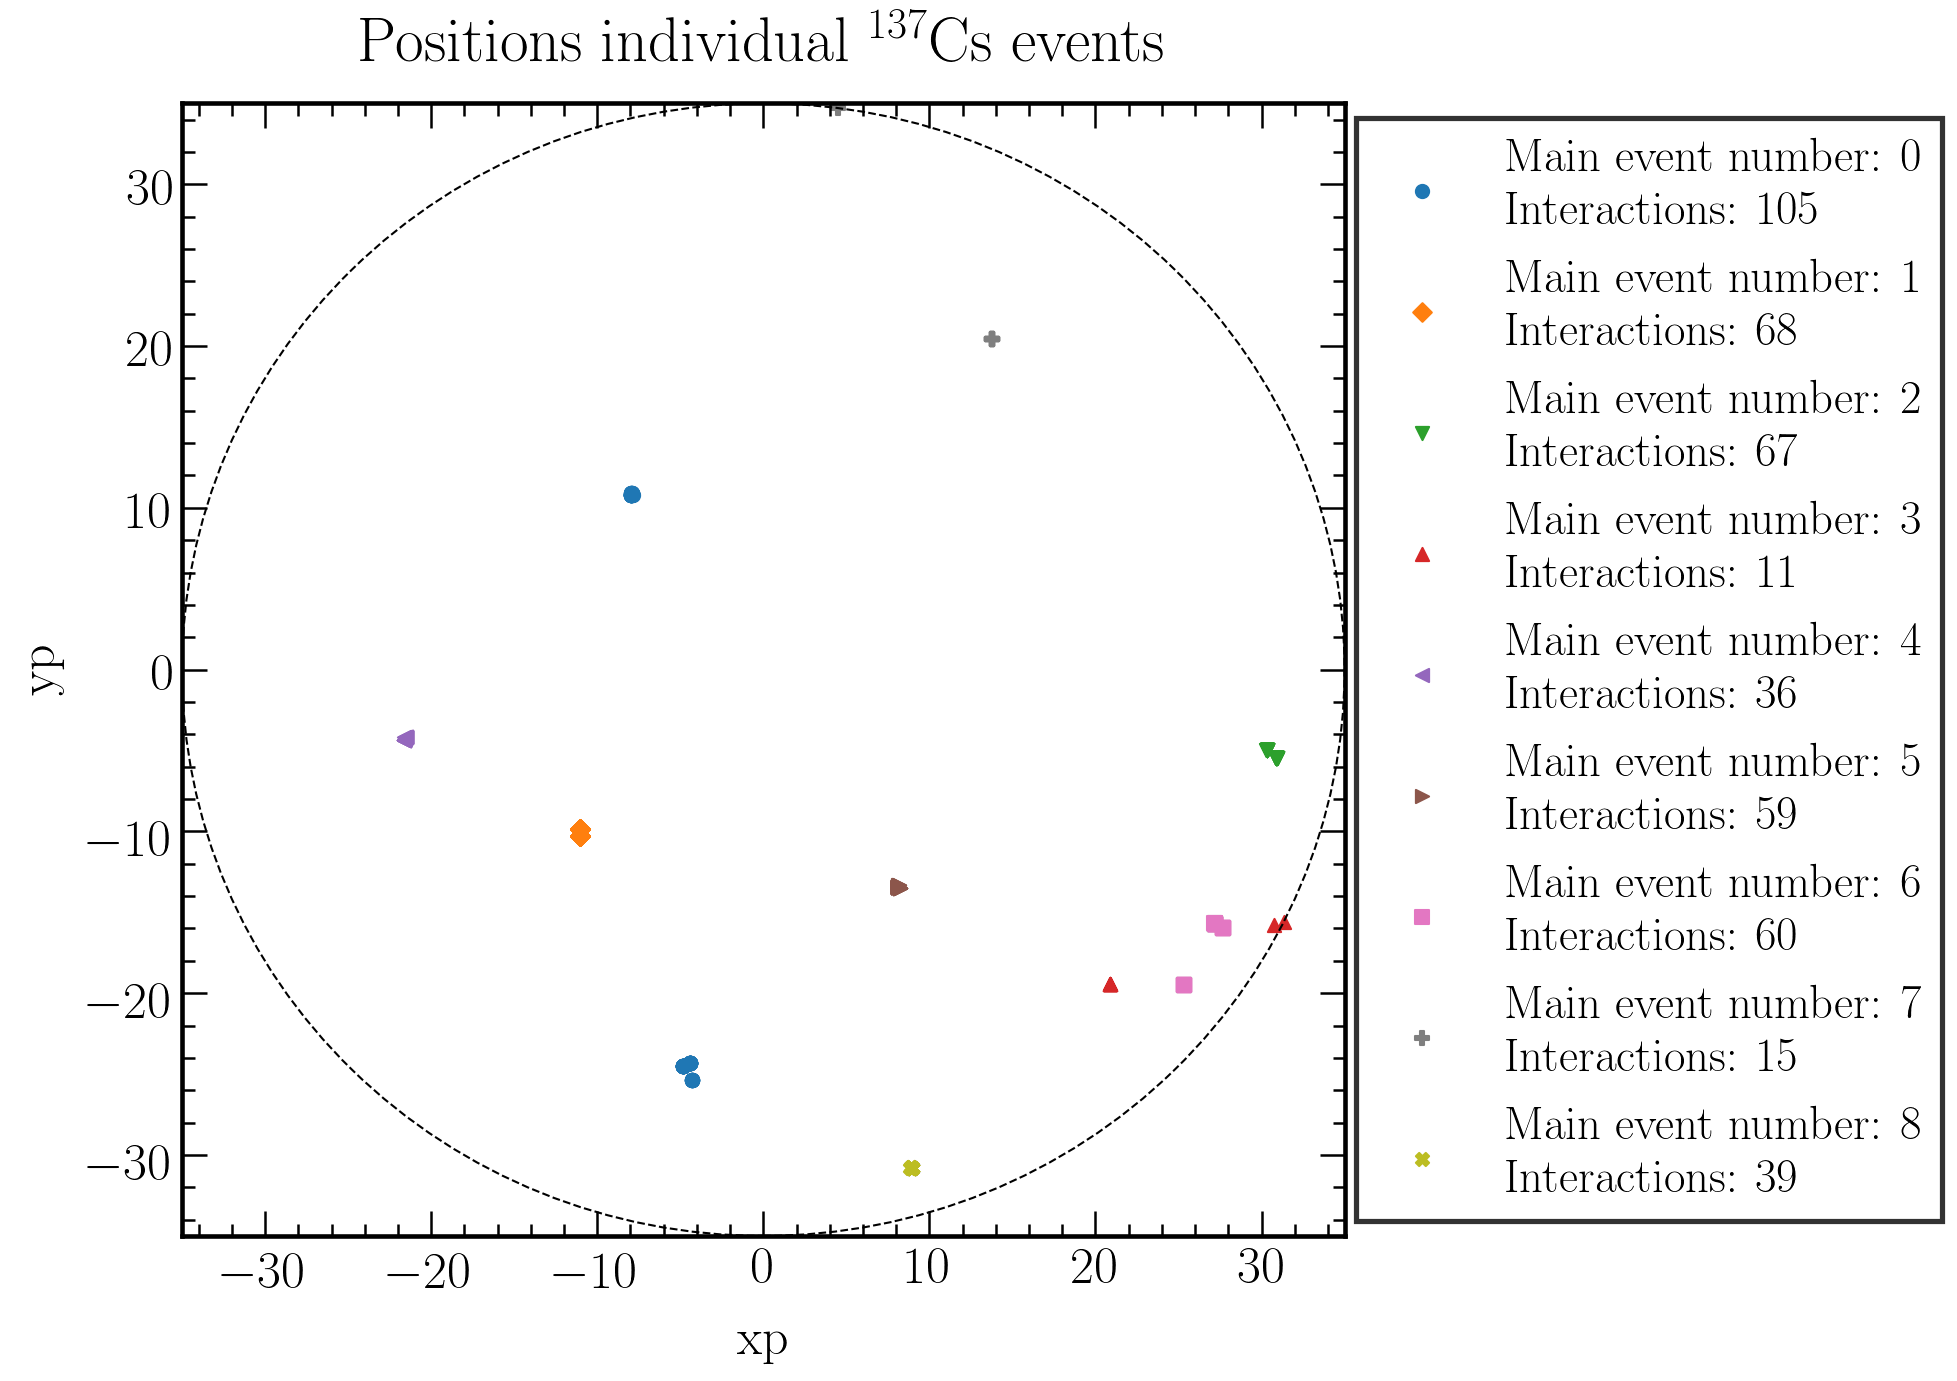 Positions individual ¹³⁷Cs events
30
20
10
0
−10
−20
−30
yp
−30
−20
−10
0
10
20
30
xp
Main event number: 0
Interactions: 105
Main event number: 1
Interactions: 68
Main event number: 2
Interactions: 67
Main event number: 3
Interactions: 11
Main event number: 4
Interactions: 36
Main event number: 5
Interactions: 59
Main event number: 6
Interactions: 60
Main event number: 7
Interactions: 15
Main event number: 8
Interactions: 39